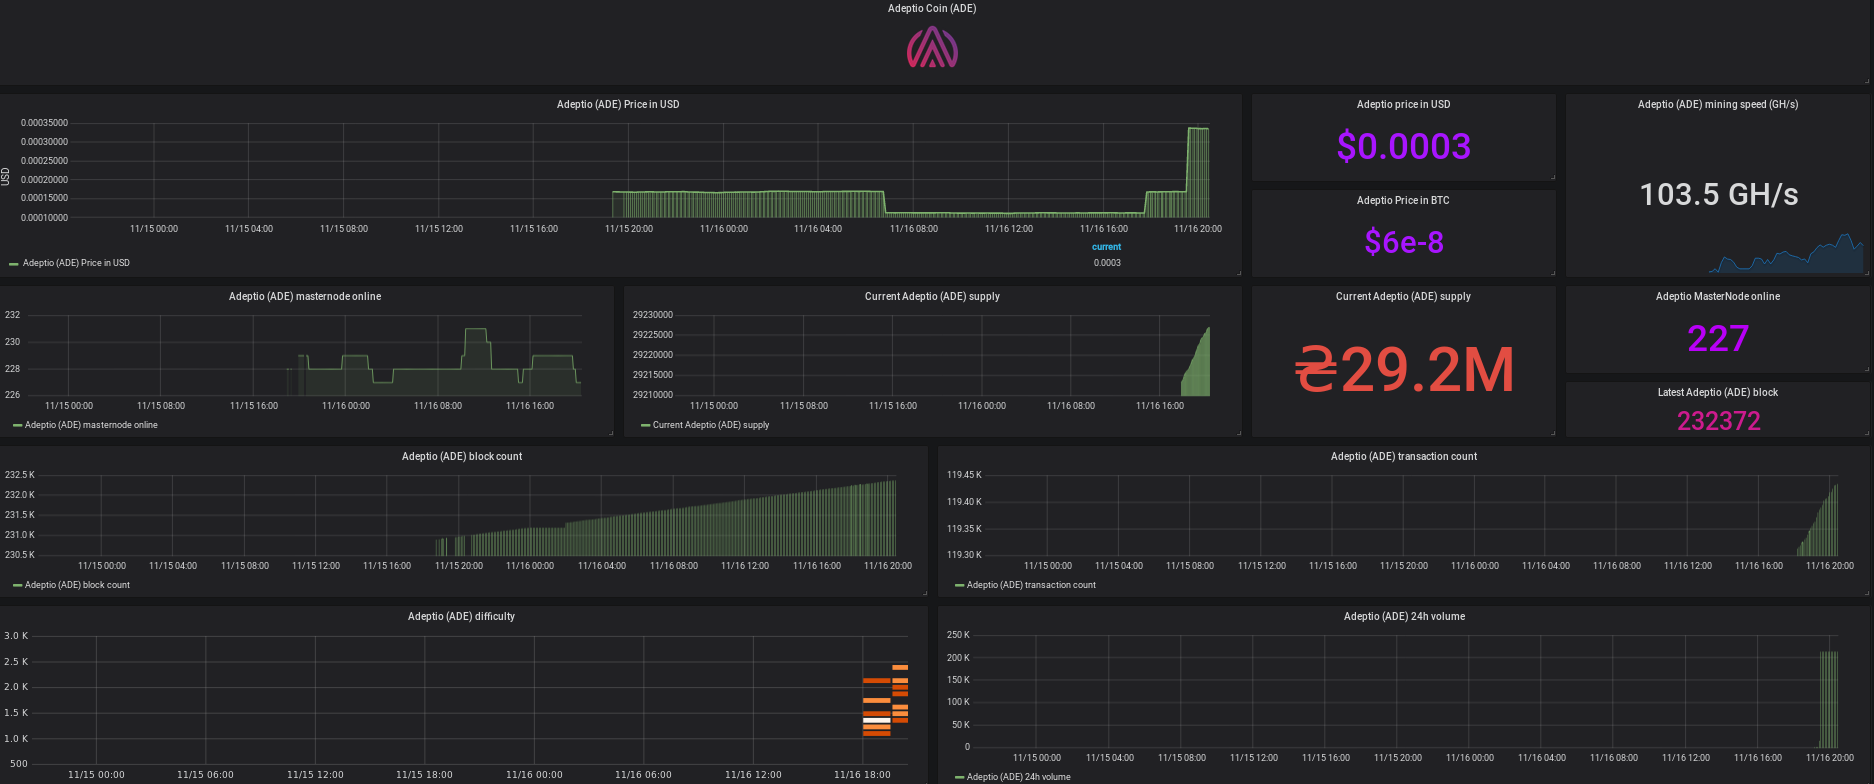 Adeptio Coin (ADE)
Adeptio (ADE) Price in USD
USD
0.00035000
0.00030000
0.00025000
0.00020000
0.00015000
0.00010000
11/15 00:00 11/15 04:00 11/15 08:00 11/15 12:00 11/15 16:00 11/15 20:00 11/16 00:00 11/16 04:00 11/16 08:00 11/16 12:00 11/16 16:00 11/16 20:00
current
Adeptio (ADE) Price in USD 0.0003
Adeptio price in USD
$0.0003
Adeptio Price in BTC
$6e-8
Adeptio (ADE) mining speed (GH/s)
103.5 GH/s
Adeptio (ADE) masternode online
232
230
228
226
11/15 00:00 11/15 08:00 11/15 16:00 11/16 00:00 11/16 08:00 11/16 16:00
Adeptio (ADE) masternode online
Current Adeptio (ADE) supply
29230000
29225000
29220000
29215000
29210000
11/15 00:00 11/15 08:00 11/15 16:00 11/16 00:00 11/16 08:00 11/16 16:00
Current Adeptio (ADE) supply
Current Adeptio (ADE) supply
₴29.2M
Adeptio MasterNode online
227
Latest Adeptio (ADE) block
232372
Adeptio (ADE) block count
232.5 K
232.0 K
231.5 K
231.0 K
230.5 K
11/15 00:00 11/15 04:00 11/15 08:00 11/15 12:00 11/15 16:00 11/15 20:00 11/16 00:00 11/16 04:00 11/16 08:00 11/16 12:00 11/16 16:00 11/16 20:00
Adeptio (ADE) block count
Adeptio (ADE) transaction count
119.45 K
119.40 K
119.35 K
119.30 K
11/15 00:00 11/15 04:00 11/15 08:00 11/15 12:00 11/15 16:00 11/15 20:00 11/16 00:00 11/16 04:00 11/16 08:00 11/16 12:00 11/16 16:00 11/16 20:00
Adeptio (ADE) transaction count
Adeptio (ADE) difficulty
3.0 K
2.5 K
2.0 K
1.5 K
1.0 K
500
11/15 00:00 11/15 06:00 11/15 12:00 11/15 18:00 11/16 00:00 11/16 06:00 11/16 12:00 11/16 18:00
Adeptio (ADE) 24h volume
250 K
200 K
150 K
100 K
50 K
0
11/15 00:00 11/15 04:00 11/15 08:00 11/15 12:00 11/15 16:00 11/15 20:00 11/16 00:00 11/16 04:00 11/16 08:00 11/16 12:00 11/16 16:00 11/16 20:00
Adeptio (ADE) 24h volume